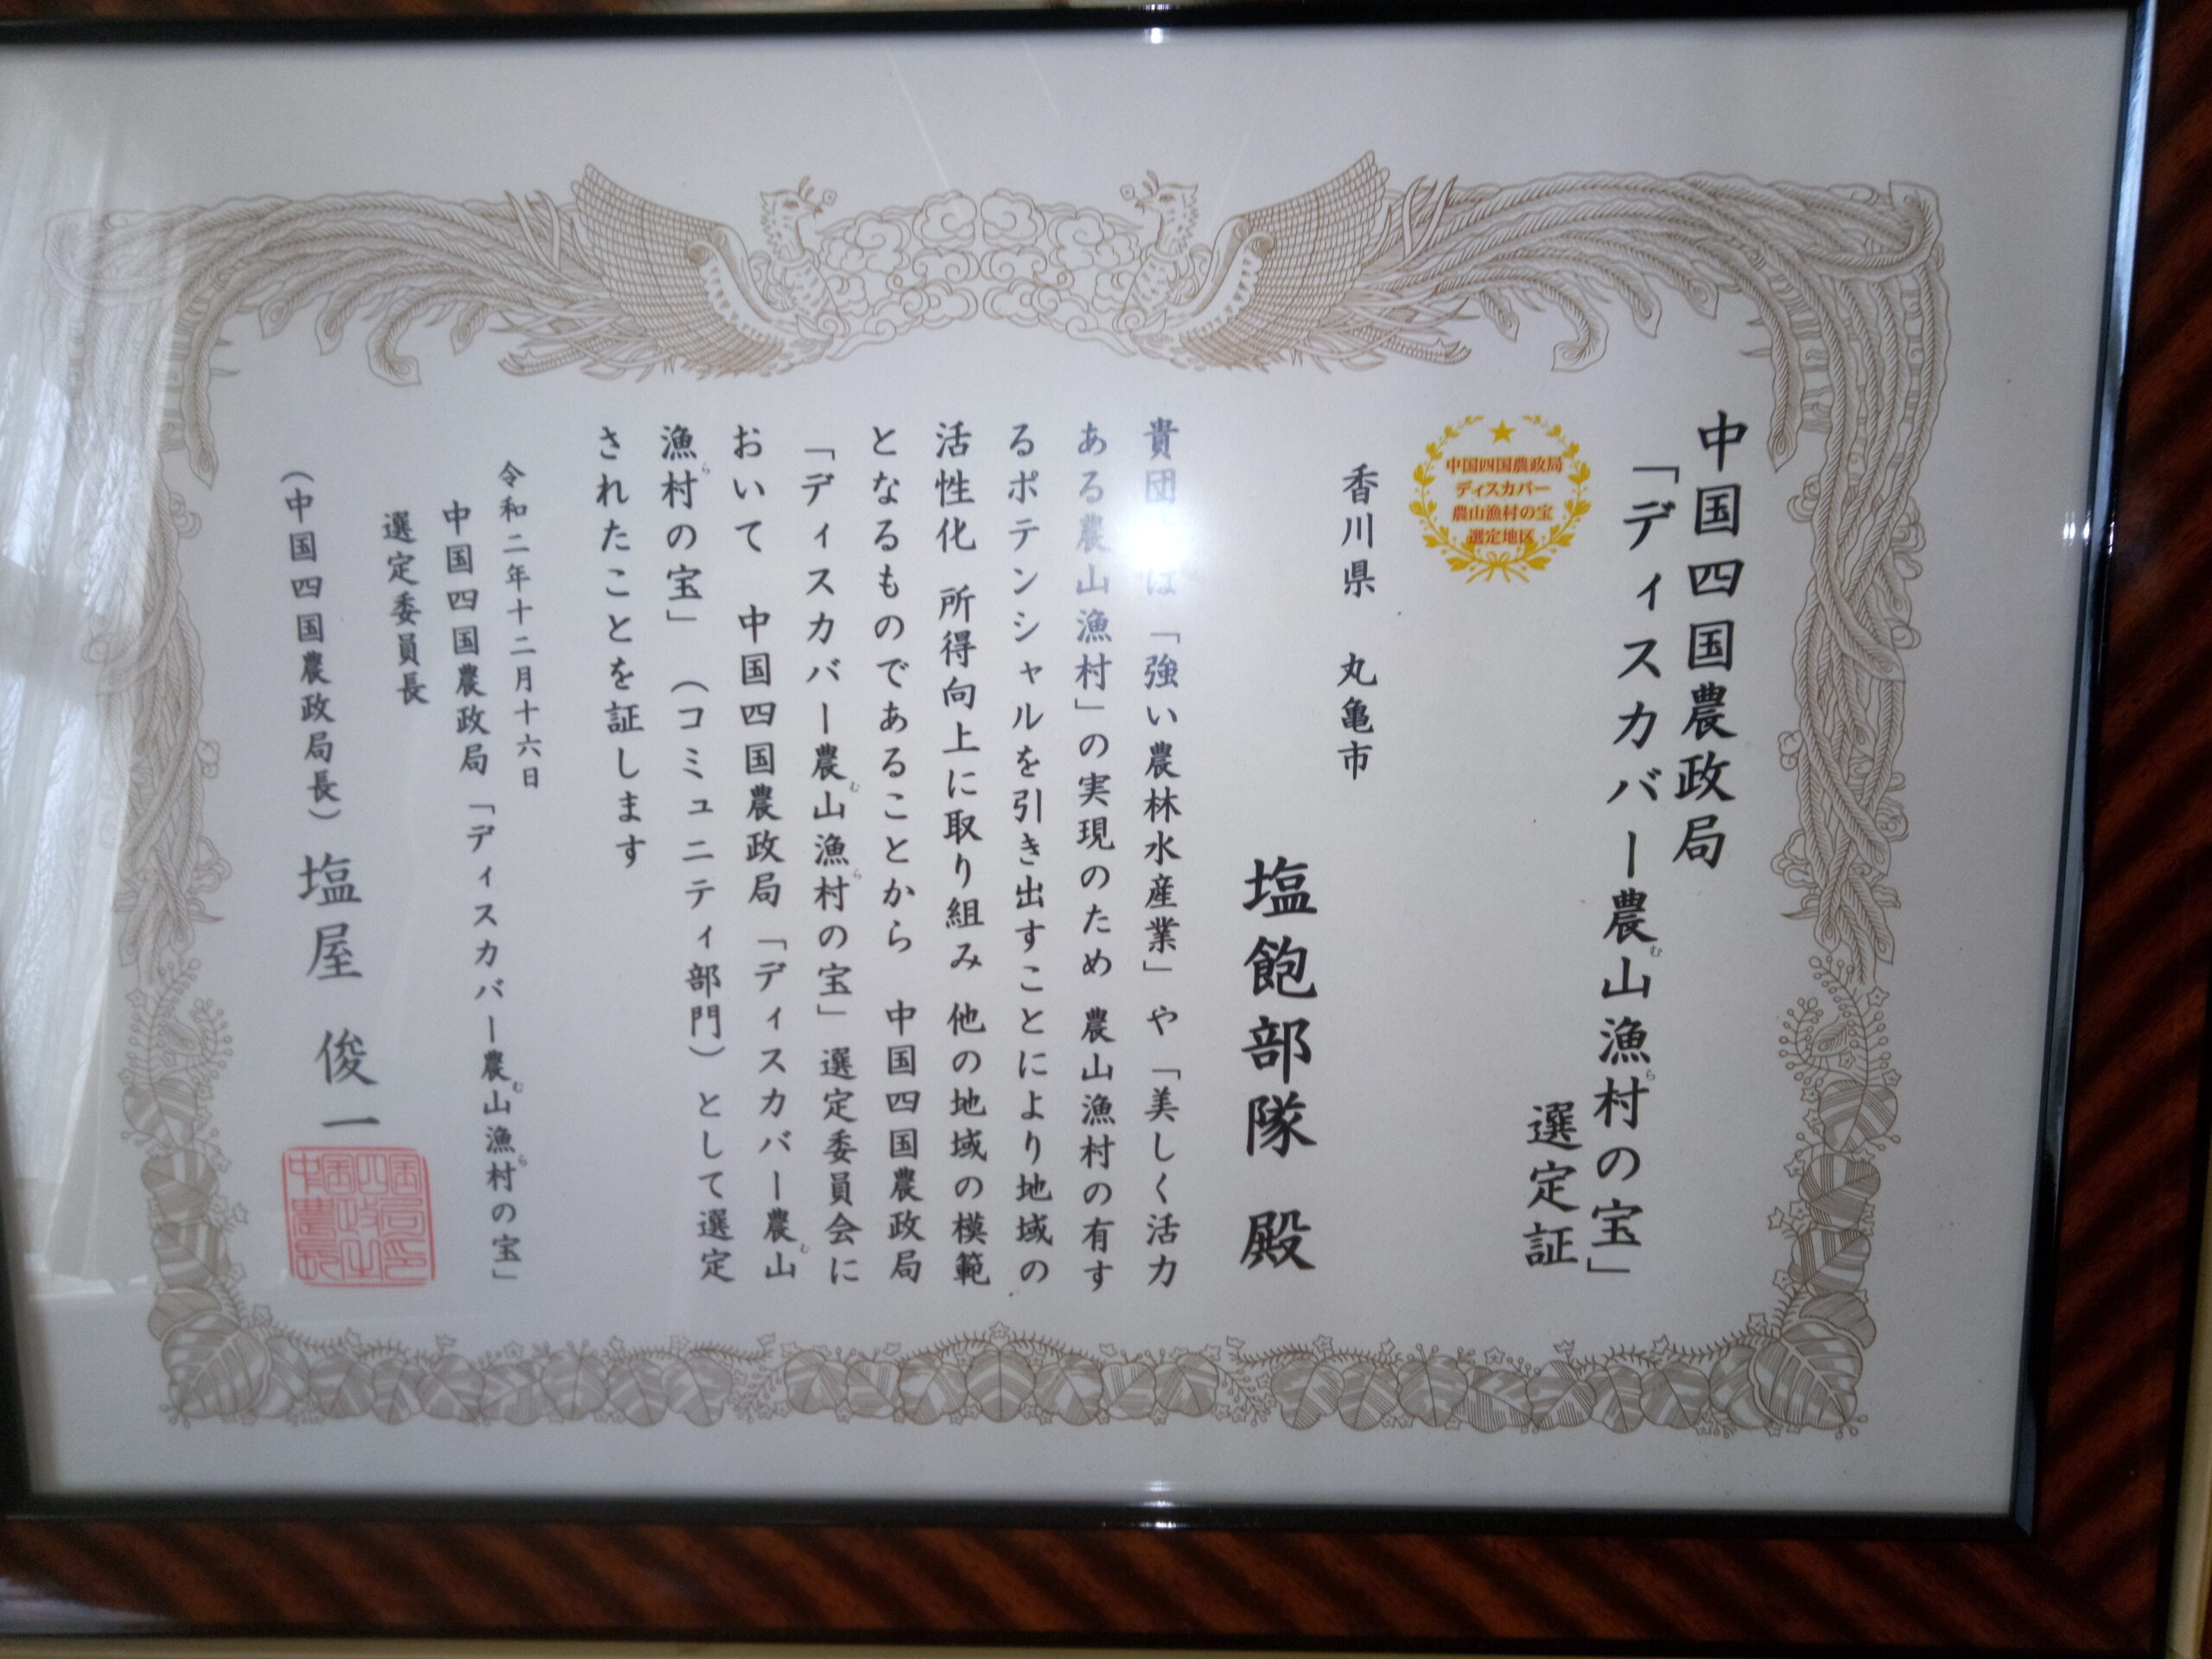 中国四国農政局
「ディスカバー農山漁村の宝」
むら
選定証
中国四国農政局
ディスカバー
農山漁村の宝
選定地区
香川県 丸亀市
塩飽部隊 殿
貴団 は「強い農林水産業」や「美しく活力
ある農山漁村」の実現のため 農山漁村の有す
るポテンシャルを引き出すことにより地域の
活性化 所得向上に取り組み 他の地域の模範
となるものであることから 中国四国農政局
「ディスカバー農山漁村の宝」選定委員会に
むら
おいて 中国四国農政局「ディスカバー農山
む
漁村の宝」(コミュニティ部門)として選定
ら
されたことを証します
令和二年十二月十六日
中国四国農政局「ディスカバー農山漁村の宝」
むら
選定委員長
(中国四国農政局長) 塩屋 俊一